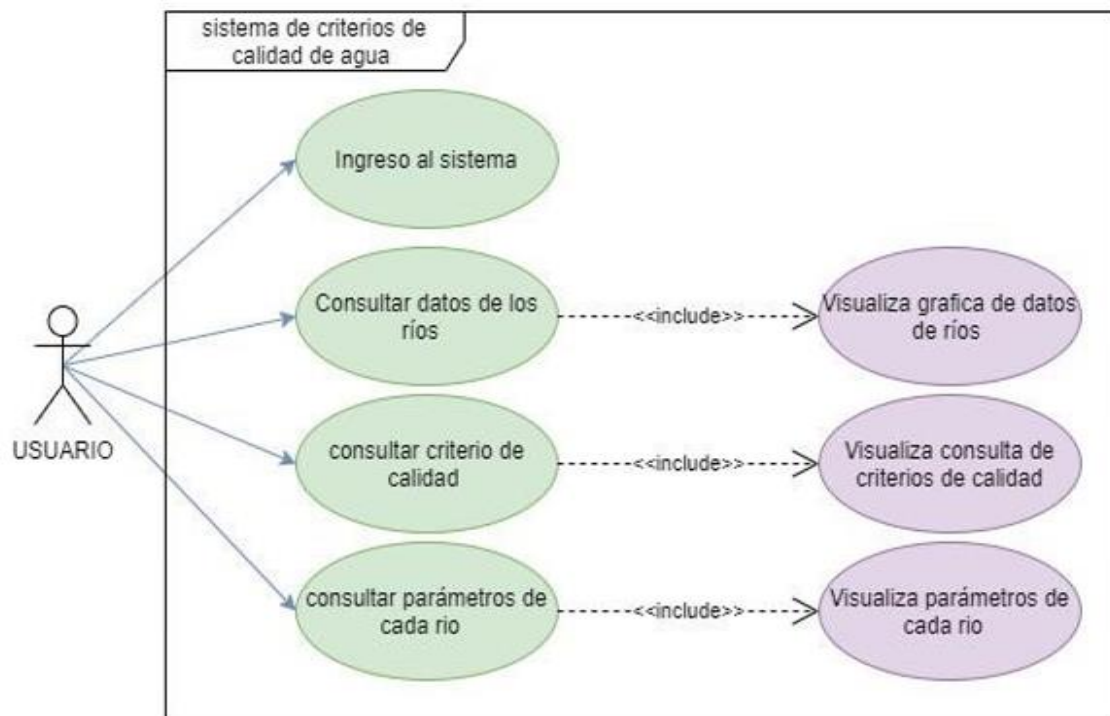 sistema de criterios de
calidad de agua
Ingreso al sistema
Consultar datos de los
ríos
<<include>>
Visualiza grafica de datos
de ríos
USUARIO
consultar criterio de
calidad
<<include>>
Visualiza consulta de
criterios de calidad
consultar parámetros de
cada rio
<<include>>
Visualiza parámetros de
cada rio